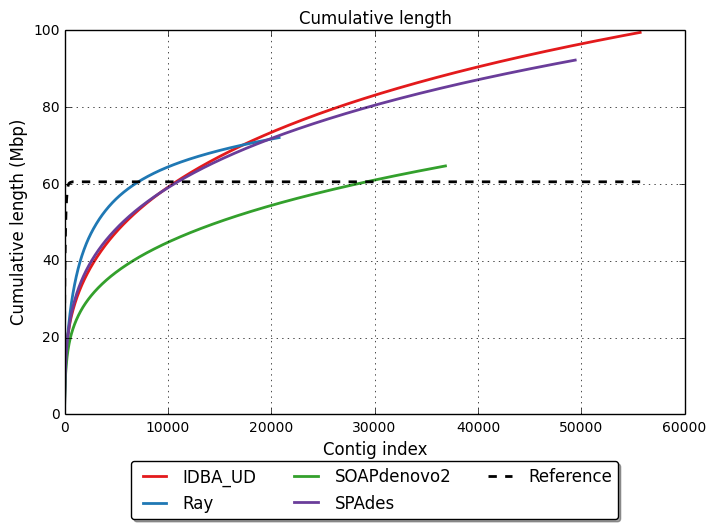 Cumulative length
100
80
60
40
20
0
Cumulative length (Mbp)
0 10000 20000 30000 40000 50000 60000
Contig index
IDBA_UD SOAPdenovo2 Reference
Ray SPAdes